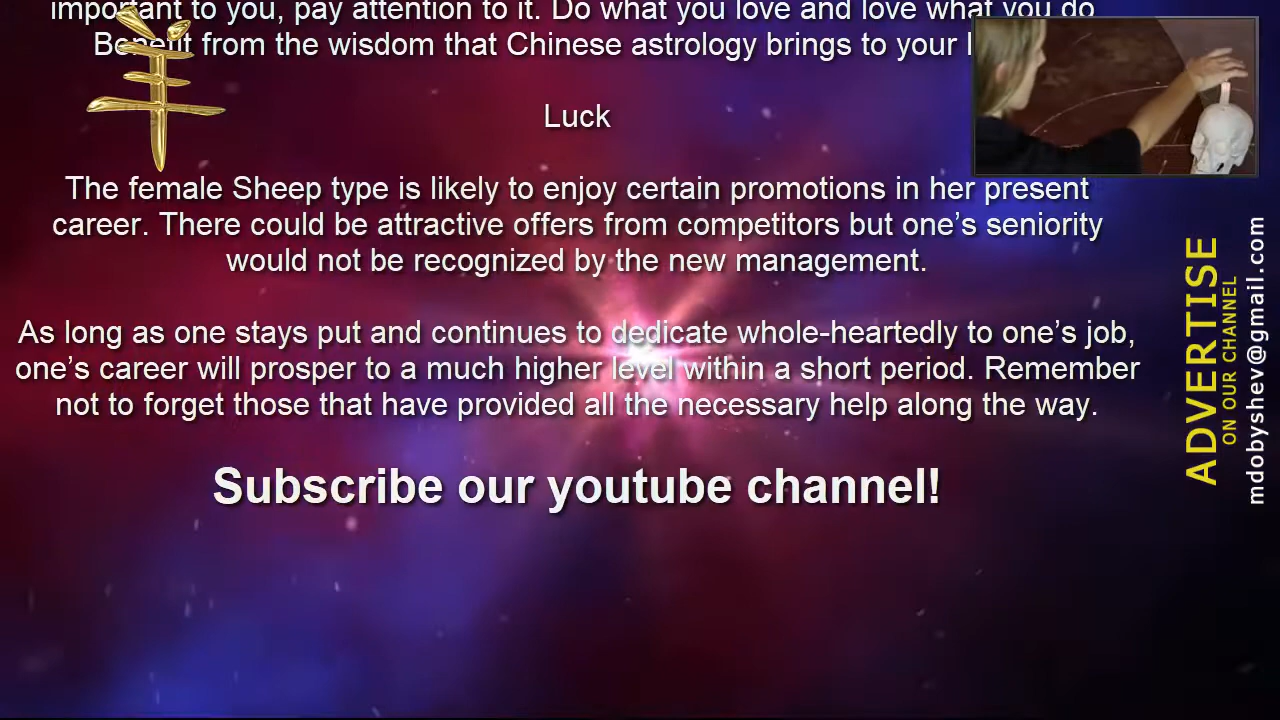 important to you, pay attention to it. Do what you love and love what you do
Benefit from the wisdom that Chinese astrology brings to your
羊
Luck
The female Sheep type is likely to enjoy certain promotions in her present
career. There could be attractive offers from competitors but one’s seniority
would not be recognized by the new management.
As long as one stays put and continues to dedicate whole-heartedly to one’s job,
one’s career will prosper to a much higher level within a short period. Remember
not to forget those that have provided all the necessary help along the way.
Subscribe our youtube channel!
ADVERTISE
ON OUR CHANNEL
mdobyshev@gmail.com